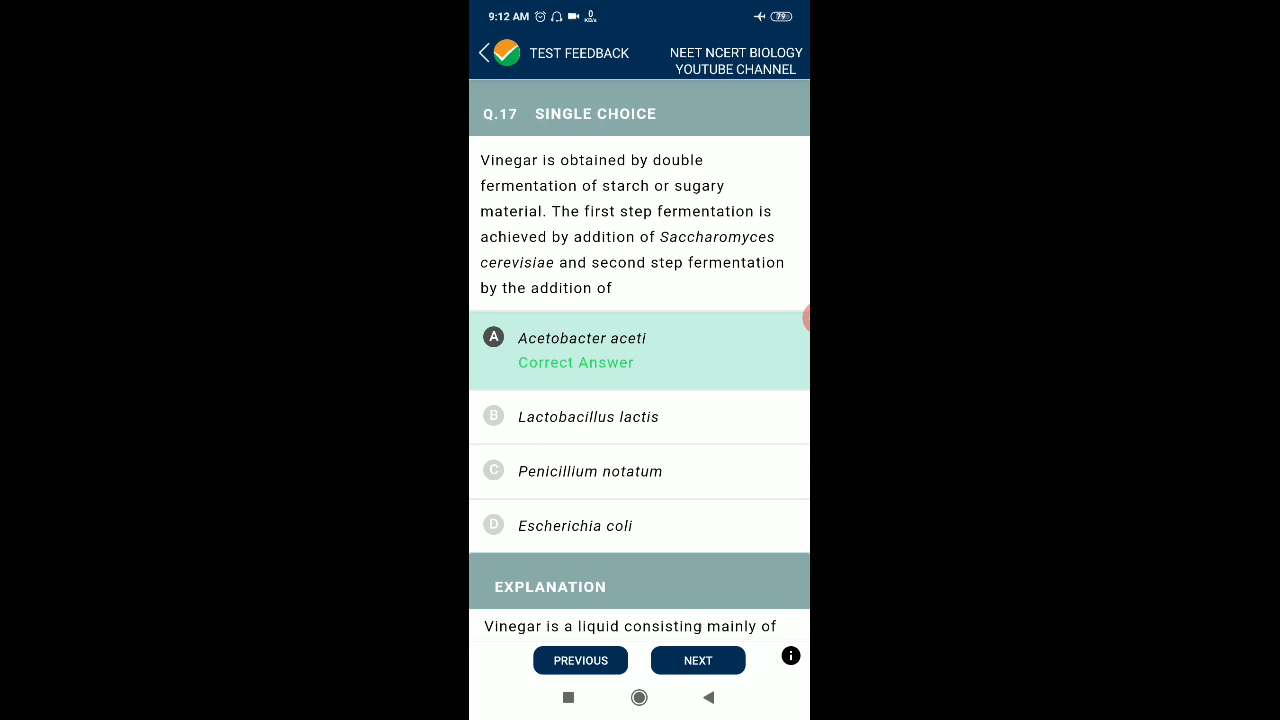 9:12 AM 0 KB/s 79
TEST FEEDBACK
NEET NCERT BIOLOGY
YOUTUBE CHANNEL
Q.17 SINGLE CHOICE
Vinegar is obtained by double
fermentation of starch or sugary
material. The first step fermentation is
achieved by addition of Saccharomyces
cerevisiae and second step fermentation
by the addition of
A Acetobacter aceti
Correct Answer
B Lactobacillus lactis
C Penicillium notatum
D Escherichia coli
EXPLANATION
Vinegar is a liquid consisting mainly of
PREVIOUS NEXT